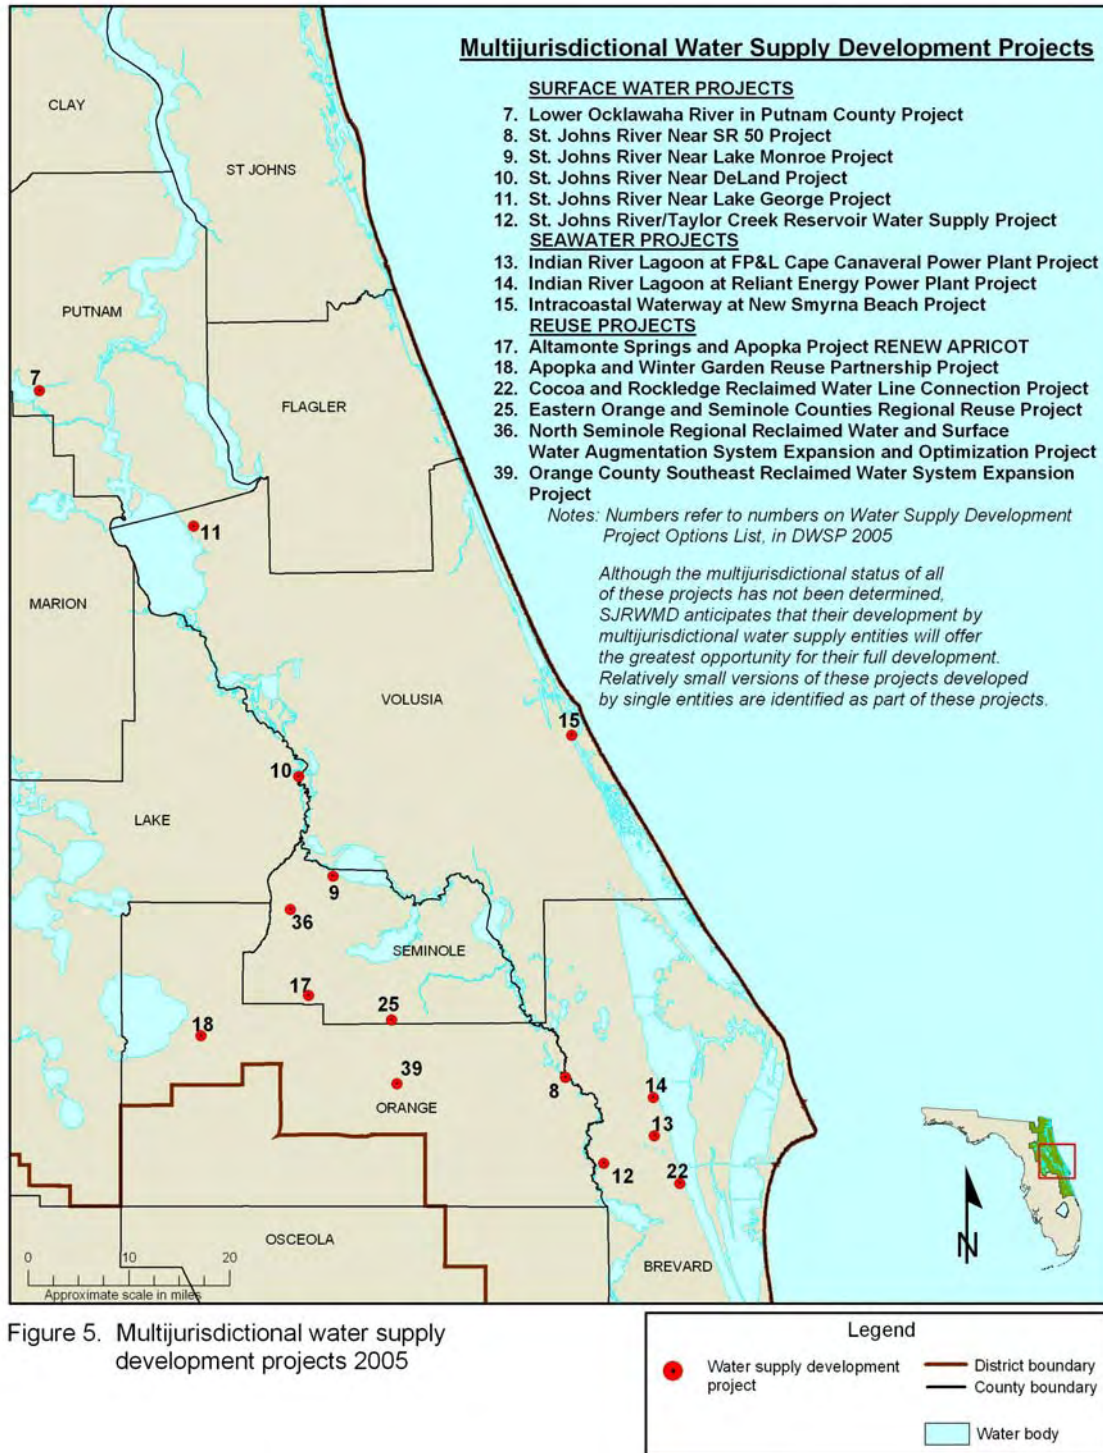 Multijurisdictional Water Supply Development Projects
SURFACE WATER PROJECTS
7. Lower Ocklawaha River in Putnam County Project
8. St. Johns River Near SR 50 Project
9. St. Johns River Near Lake Monroe Project
10. St. Johns River Near DeLand Project
11. St. Johns River Near Lake George Project
12. St. Johns River/Taylor Creek Reservoir Water Supply Project
SEAWATER PROJECTS
13. Indian River Lagoon at FP&L Cape Canaveral Power Plant Project
14. Indian River Lagoon at Reliant Energy Power Plant Project
15. Intracoastal Waterway at New Smyrna Beach Project
REUSE PROJECTS
17. Altamonte Springs and Apopka Project RENEW APRICOT
18. Apopka and Winter Garden Reuse Partnership Project
22. Cocoa and Rockledge Reclaimed Water Line Connection Project
25. Eastern Orange and Seminole Counties Regional Reuse Project
36. North Seminole Regional Reclaimed Water and Surface
Water Augmentation System Expansion and Optimization Project
39. Orange County Southeast Reclaimed Water System Expansion
Project
Notes: Numbers refer to numbers on Water Supply Development
Project Options List, in DWSP 2005
Although the multijurisdictional status of all
of these projects has not been determined,
SJRWMD anticipates that their development by
multijurisdictional water supply entities will offer
the greatest opportunity for their full development.
Relatively small versions of these projects developed
by single entities are identified as part of these projects.
CLAY
ST JOHNS
PUTNAM
7
FLAGLER
11
MARION
VOLUSIA
15
10
LAKE
9
36
SEMINOLE
17
25
18
39
8
14
ORANGE
13
12
22
OSCEOLA
BREVARD
0 10 20
Approximate scale in miles
N
Figure 5. Multijurisdictional water supply
development projects 2005
Legend
Water supply development
project
District boundary
County boundary
Water body